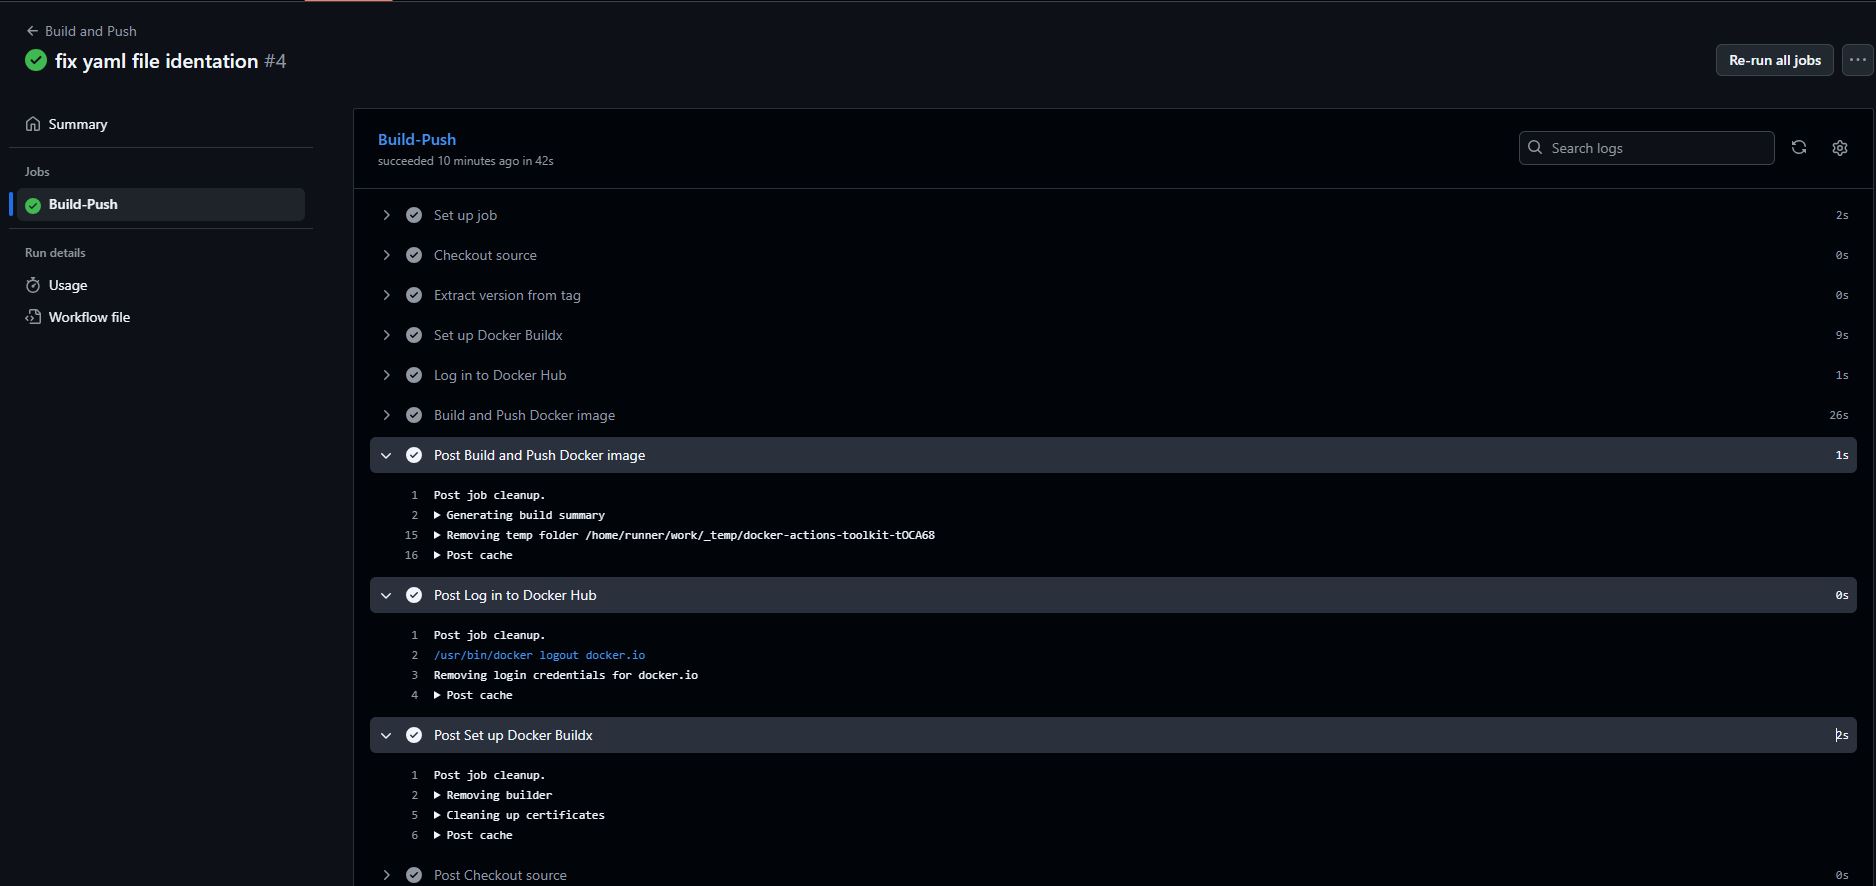 Build and Push
fix yaml file identation #4
Re-run all jobs
Summary
Jobs
Build-Push
Run details
Usage
Workflow file
Build-Push
succeeded 10 minutes ago in 42s
Search logs
Set up job 2s
Checkout source 0s
Extract version from tag 0s
Set up Docker Buildx 9s
Log in to Docker Hub 1s
Build and Push Docker image 26s
Post Build and Push Docker image 1s
1 Post job cleanup.
2 Generating build summary
15 Removing temp folder /home/runner/work/_temp/docker-actions-toolkit-tOCA68
16 Post cache
Post Log in to Docker Hub 0s
1 Post job cleanup.
2 /usr/bin/docker logout docker.io
3 Removing login credentials for docker.io
4 Post cache
Post Set up Docker Buildx 2s
1 Post job cleanup.
2 Removing builder
5 Cleaning up certificates
6 Post cache
Post Checkout source 0s